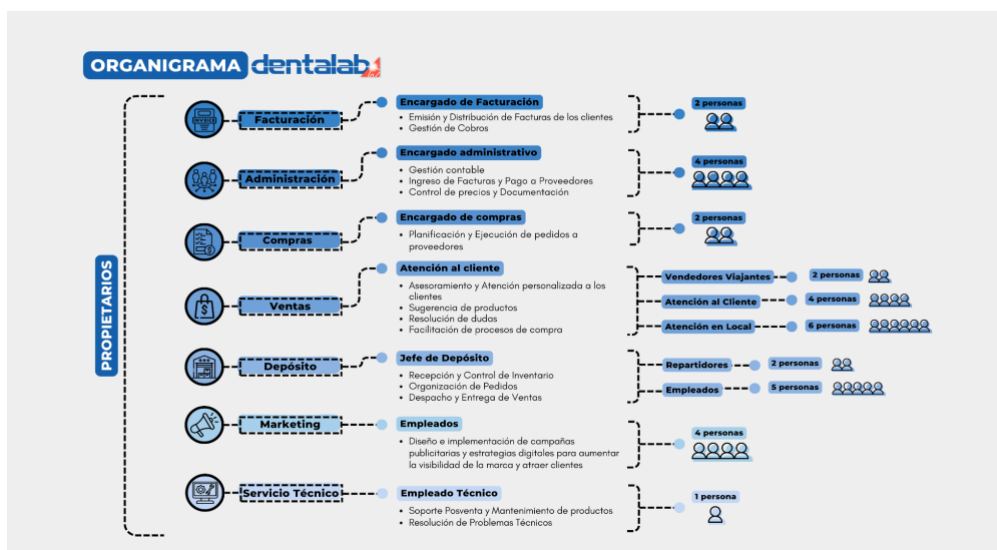 ORGANIGRAMA dentalab
PROPIETARIOS
Facturación
Encargado de Facturación
• Emisión y Distribución de Facturas de los clientes
• Gestión de Cobros
2 personas
Administración
Encargado administrativo
• Gestión contable
• Ingreso de Facturas y Pago a Proveedores
• Control de precios y Documentación
4 personas
Compras
Encargado de compras
• Planificación y Ejecución de pedidos a
proveedores
2 personas
Ventas
Atención al cliente
• Asesoramiento y Atención personalizada a los
clientes
• Sugerencia de productos
• Resolución de dudas
• Facilitación de procesos de compra
Vendedores Viajantes
2 personas
Atención al Cliente
4 personas
Atención en Local
6 personas
Depósito
Jefe de Depósito
• Recepción y Control de Inventario
• Organización de Pedidos
• Despacho y Entrega de Ventas
Repartidores
2 personas
Empleados
5 personas
Marketing
Empleados
• Diseño e implementación de campañas
publicitarias y estrategias digitales para aumentar
la visibilidad de la marca y atraer clientes
4 personas
Servicio Técnico
Empleado Técnico
• Soporte Posventa y Mantenimiento de productos
• Resolución de Problemas Técnicos
1 persona